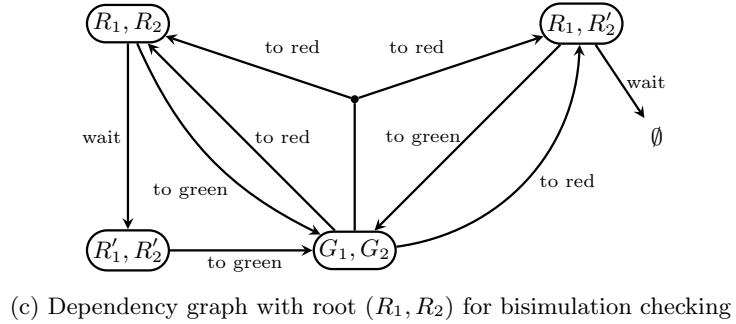 R₁, R₂
R₁, R₂′
to red
to red
wait
wait
to red
to green
∅
to green
to red
R₁′, R₂′
G₁, G₂
to green
(c) Dependency graph with root (R₁, R₂) for bisimulation checking